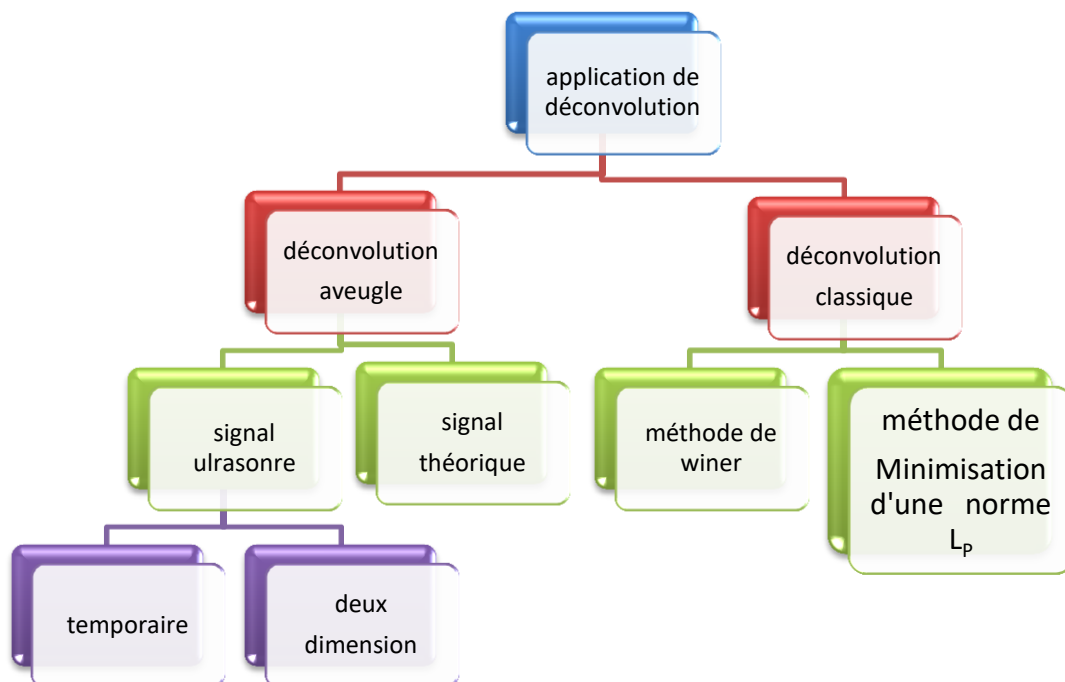 application de
déconvolution
déconvolution
aveugle
déconvolution
classique
signal
ulrasonre
signal
théorique
méthode de
winer
méthode de
Minimisation
d'une norme
LP
temporaire
deux
dimension